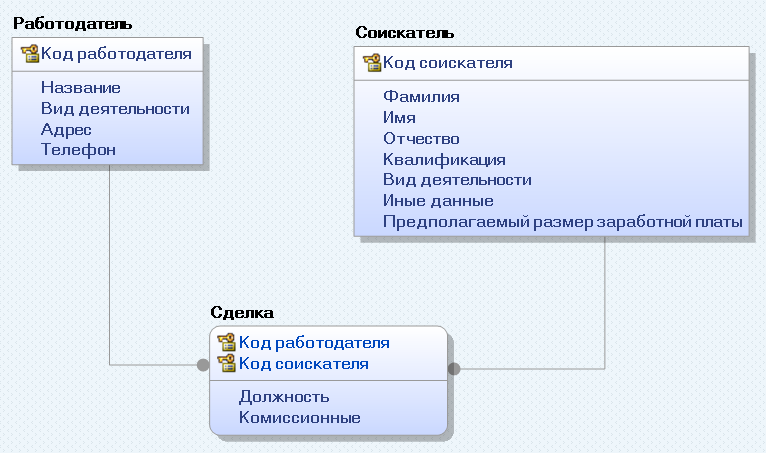 Работодатель
Код работодателя
Название
Вид деятельности
Адрес
Телефон
Соискатель
Код соискателя
Фамилия
Имя
Отчество
Квалификация
Вид деятельности
Иные данные
Предполагаемый размер заработной платы
Сделка
Код работодателя
Код соискателя
Должность
Комиссионные